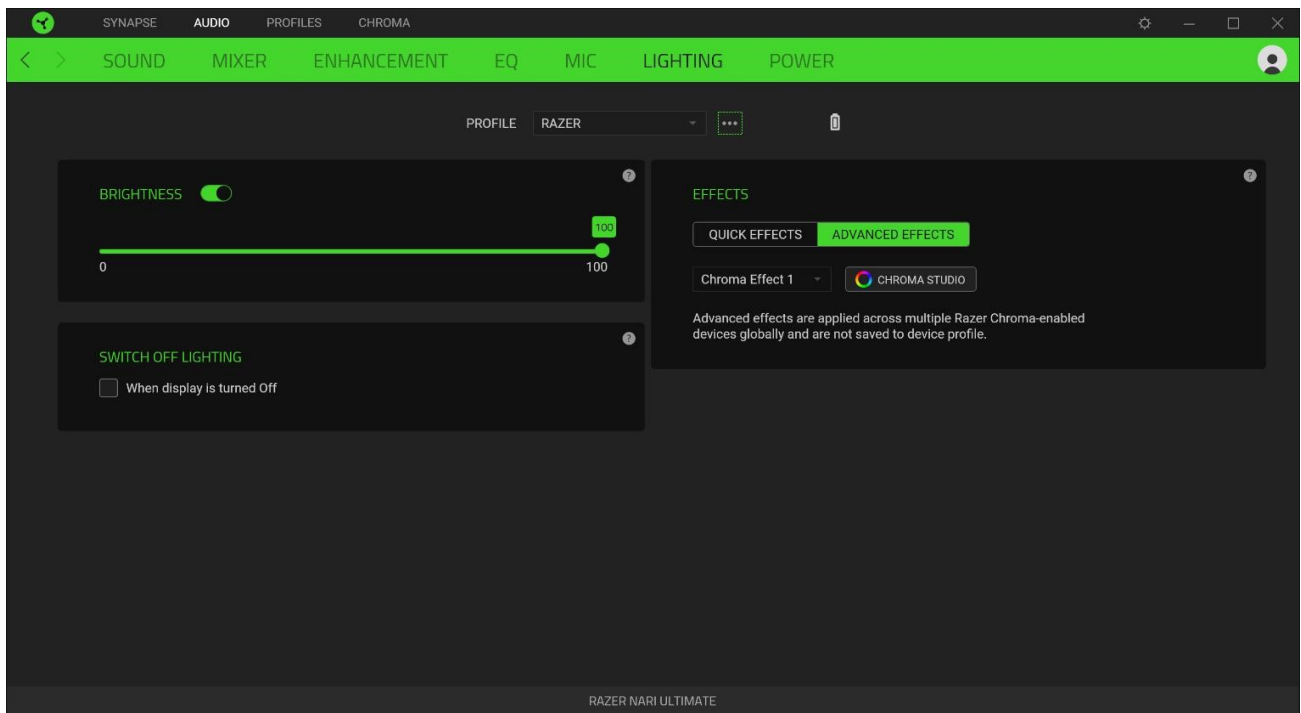 SYNAPSE AUDIO PROFILES CHROMA
SOUND MIXER ENHANCEMENT EQ MIC LIGHTING POWER
PROFILE RAZER
BRIGHTNESS
100
0 100
SWITCH OFF LIGHTING
When display is turned Off
EFFECTS
QUICK EFFECTS ADVANCED EFFECTS
Chroma Effect 1 CHROMA STUDIO
Advanced effects are applied across multiple Razer Chroma-enabled
devices globally and are not saved to device profile.
RAZER NARI ULTIMATE